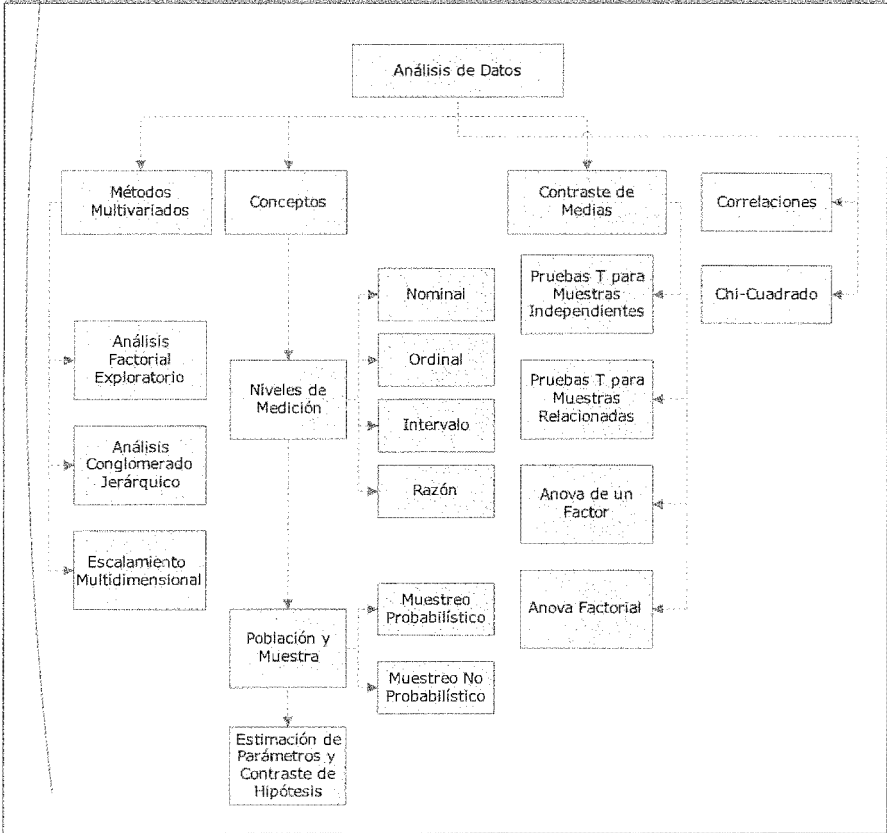 Análisis de Datos
Métodos
Multivariados
Conceptos
Contraste de
Medias
Correlaciones
Chi-Cuadrado
Análisis
Factorial
Exploratorio
Análisis
Conglomerado
Jerárquico
Escalamiento
Multidimensional
Niveles de
Medición
Nominal
Ordinal
Intervalo
Razón
Población y
Muestra
Muestreo
Probabilístico
Muestreo No
Probabilístico
Estimación de
Parámetros y
Contraste de
Hipótesis
Pruebas T para
Muestras
Independientes
Pruebas T para
Muestras
Relacionadas
Anova de un
Factor
Anova Factorial